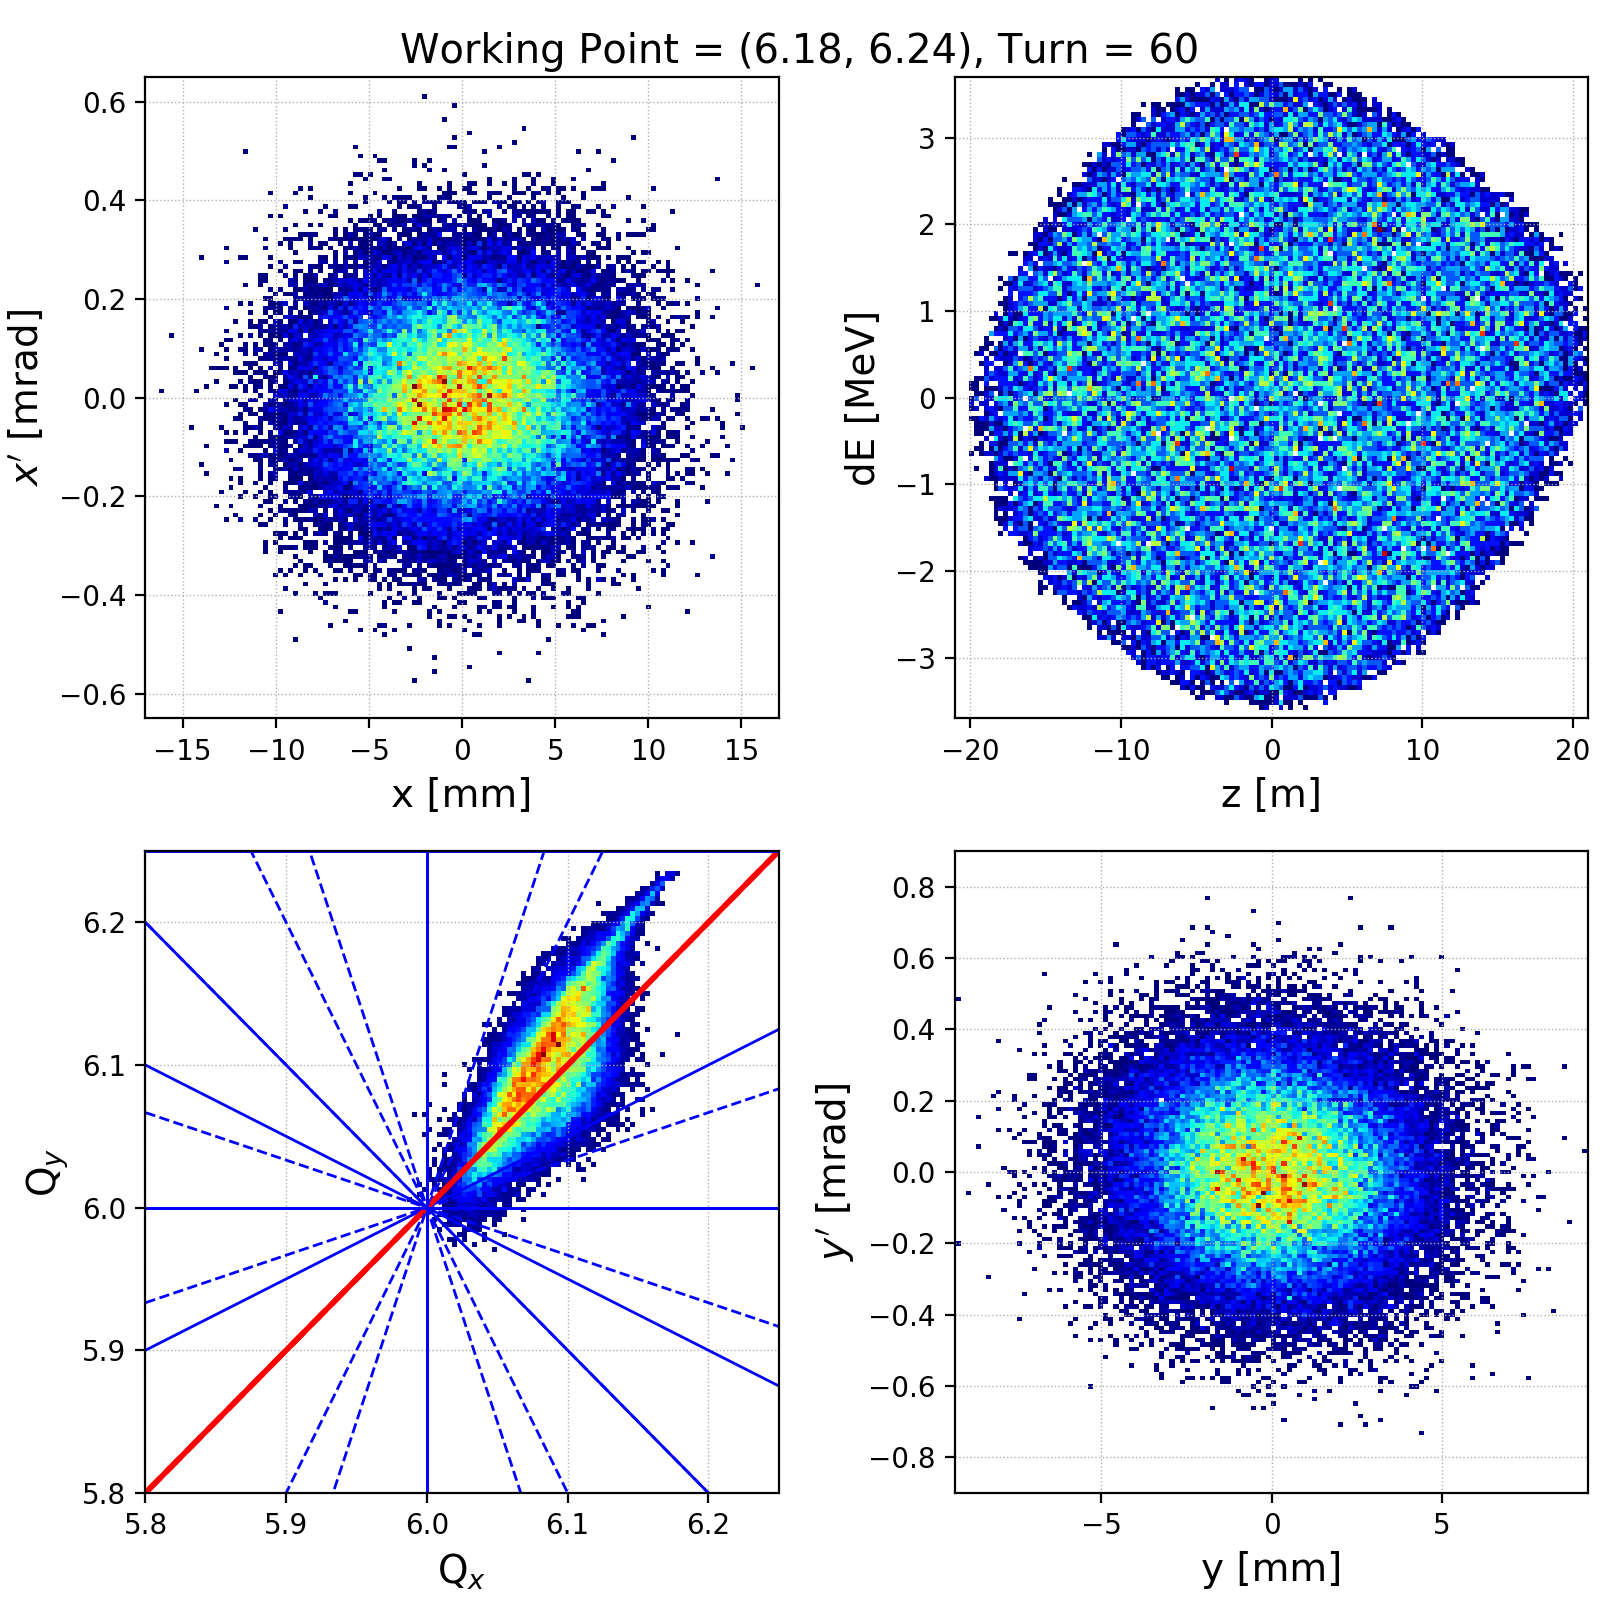 Working Point = (6.18, 6.24), Turn = 60
0.6
0.4
0.2
0.0
−0.2
−0.4
−0.6
x′ [mrad]
−15 −10 −5 0 5 10 15
x [mm]
3
2
1
0
−1
−2
−3
dE [MeV]
−20 −10 0 10 20
z [m]
6.2
6.1
6.0
5.9
5.8
Qy
5.8 5.9 6.0 6.1 6.2
Qx
0.8
0.6
0.4
0.2
0.0
−0.2
−0.4
−0.6
−0.8
y′ [mrad]
−5 0 5
y [mm]